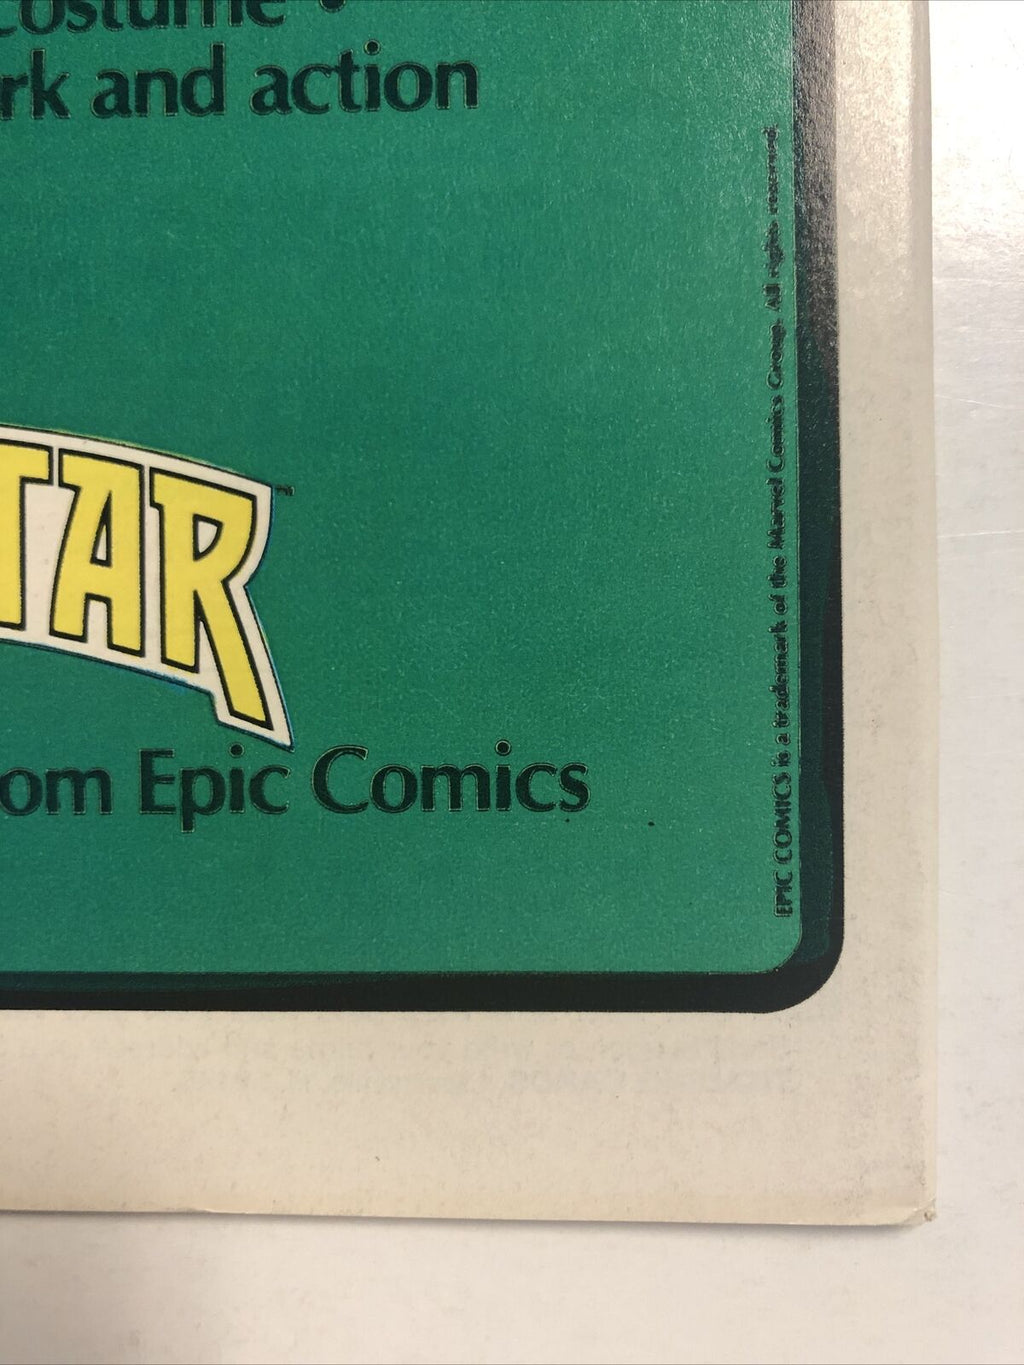 costume •
rk and action
TAR™
om Epic Comics
EPIC COMICS is a trademark of the Marvel Comics Group. All rights reserved.